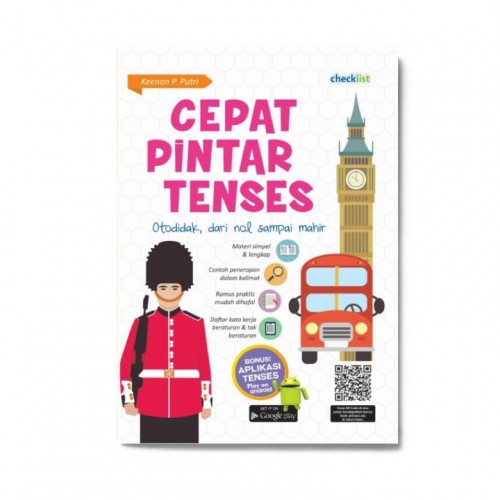 Keenan P. Putri
checklist
CEPAT
PINTAR
TENSES
Otodidak, dari nol sampai mahir
Materi simpel
& lengkap
Contoh penerapan
dalam kalimat
Rumus praktis
mudah dihafal
Daftar kata kerja
beraturan & tak
beraturan
BONUS!
APLIKASI
TENSES
Play on
android
GET IT ON
Google play